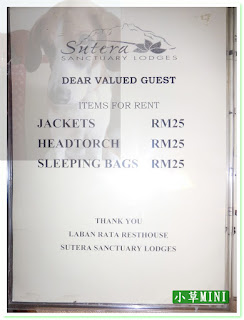 Sutera
SANCTUARY LODGES
DEAR VALUED GUEST
ITEMS FOR RENT
JACKETS RM25
HEADTORCH RM25
SLEEPING BAGS RM25
THANK YOU
LABAN RATA RESTHOUSE
SUTERA SANCTUARY LODGES
小草MINI